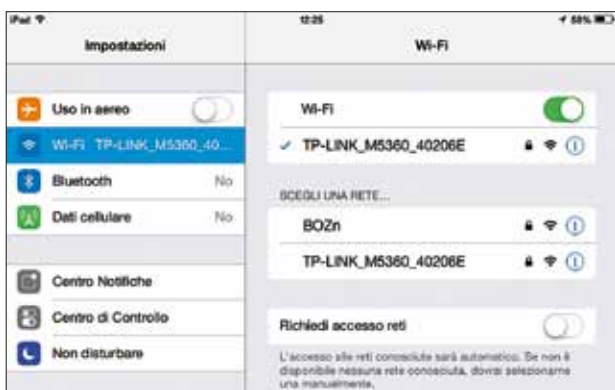 iPad
12:25
58%
Impostazioni
Wi-Fi
Uso in aereo
Wi-Fi TP-LINK_M5360_40...
Bluetooth No
Dati cellulare No
Centro Notifiche
Centro di Controllo
Non disturbare
Wi-Fi
TP-LINK_M5360_40206E
SCEGLI UNA RETE...
BOZn
TP-LINK_M5360_40206E
Richiedi accesso reti
L'accesso alle reti conosciute sarà automatico. Se non è
disponibile nessuna rete conosciuta, dovrai selezionarne
una manualmente.